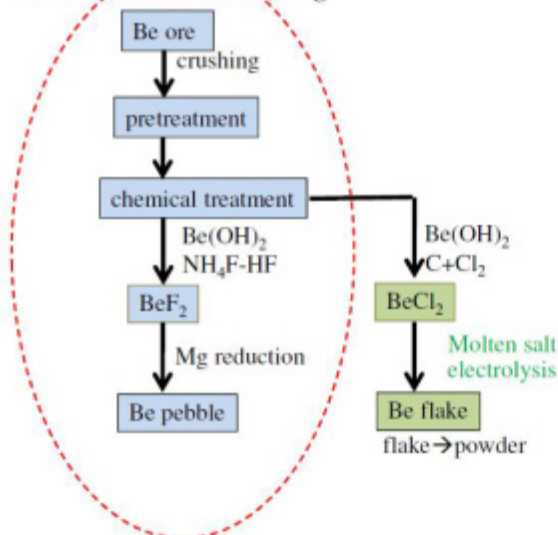 Be ore
crushing
pretreatment
chemical treatment
Be(OH)₂
NH₄F-HF
BeF₂
Mg reduction
Be pebble
Be(OH)₂
C+Cl₂
BeCl₂
Molten salt
electrolysis
Be flake
flake→powder